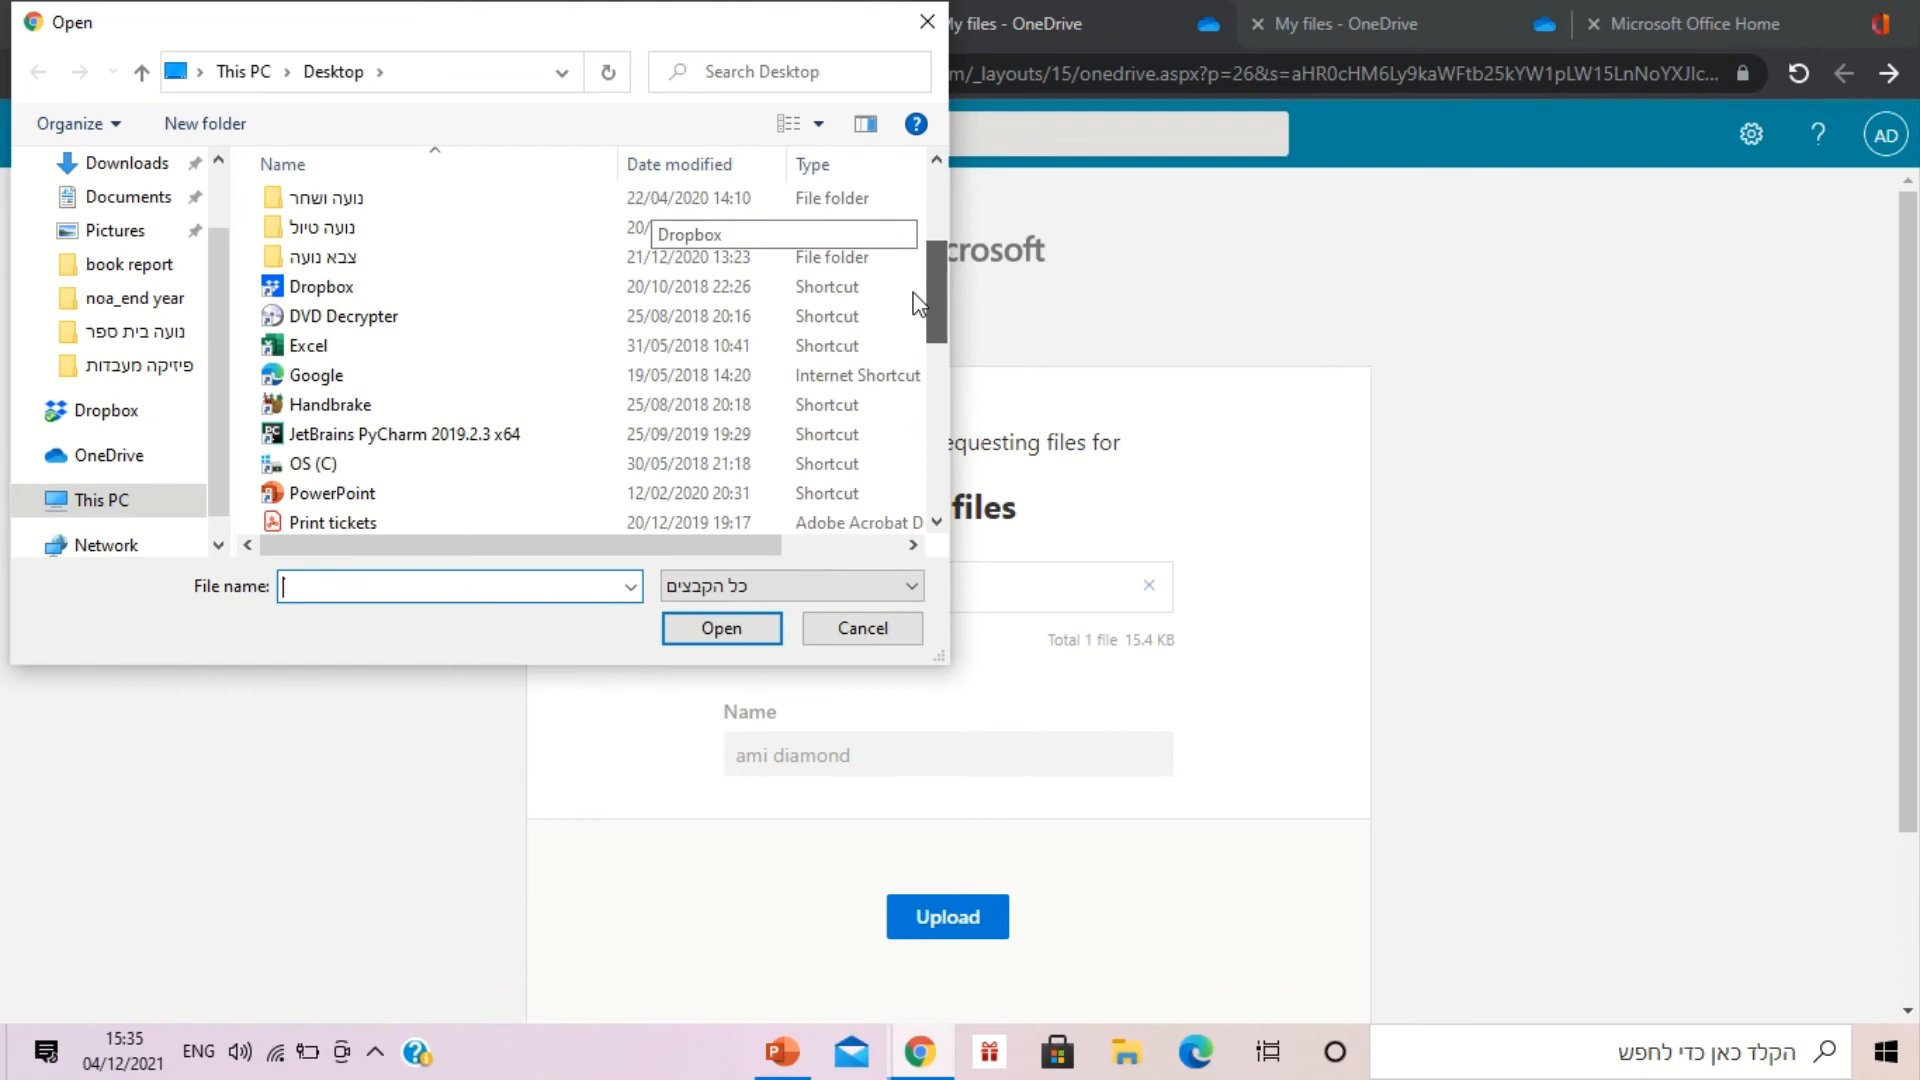 Open
My files - OneDrive
My files - OneDrive
Microsoft Office Home
This PC
Desktop
Search Desktop
m/_layouts/15/onedrive.aspx?p=26&s=aHR0cHM6Ly9kaWFtb25kYW1pLW15LnNoYXJlc...
Organize
New folder
AD
Name
Date modified
Type
Downloads
Documents
Pictures
book report
noa_end year
נועה בית ספר
פיזיקה מעבדות
Dropbox
OneDrive
This PC
Network
נועה ושחר 22/04/2020 14:10 File folder
נועה טיול 20/
Dropbox
צבא נועה 21/12/2020 13:23 File folder
Dropbox 20/10/2018 22:26 Shortcut
DVD Decrypter 25/08/2018 20:16 Shortcut
Excel 31/05/2018 10:41 Shortcut
Google 19/05/2018 14:20 Internet Shortcut
Handbrake 25/08/2018 20:18 Shortcut
JetBrains PyCharm 2019.2.3 x64 25/09/2019 19:29 Shortcut
OS (C) 30/05/2018 21:18 Shortcut
PowerPoint 12/02/2020 20:31 Shortcut
Print tickets 20/12/2019 19:17 Adobe Acrobat D
File name:
כל הקבצים
Open
Cancel
crosoft
equesting files for
files
Total 1 file 15.4 KB
Name
ami diamond
Upload
15:35
04/12/2021
ENG
הקלד כאן כדי לחפש